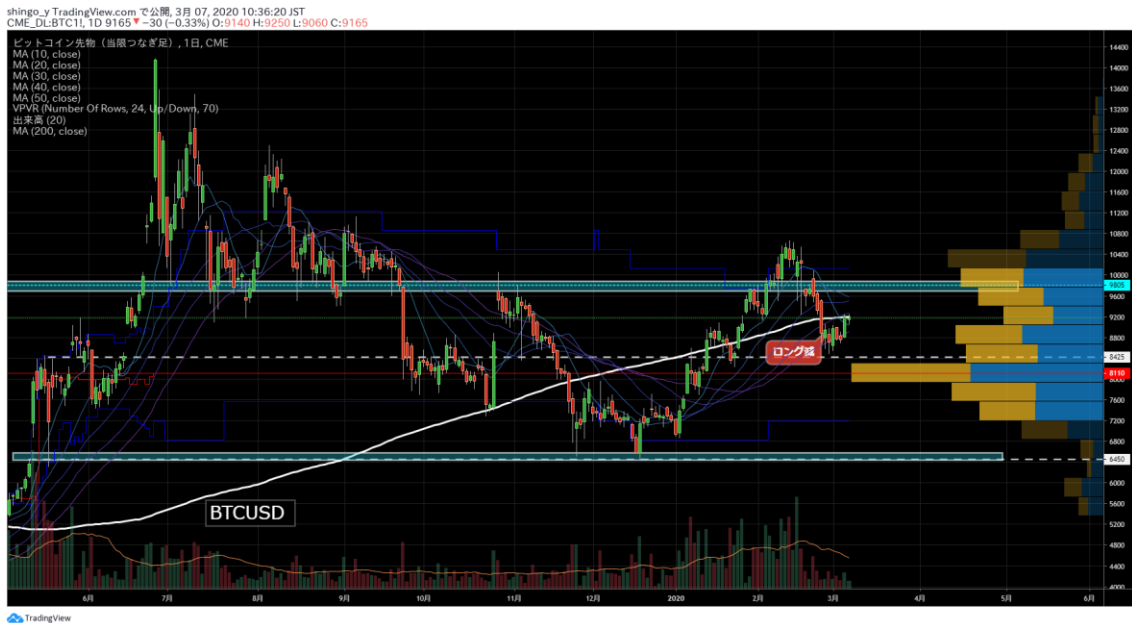 shingo_y TradingView.com で公開, 3月 07, 2020 10:36:20 JST
CME_DL:BTC1!, 1D 9165 ▼ −30 (−0.33%) O:9140 H:9250 L:9060 C:9165
ビットコイン先物（当限つなぎ足）, 1日, CME
MA (10, close)
MA (20, close)
MA (30, close)
MA (40, close)
MA (50, close)
VPVR (Number Of Rows, 24, Up/Down, 70)
出来高 (20)
MA (200, close)
14400
14000
13600
13200
12800
12400
12000
11600
11200
10800
10400
10000
9805
9600
9200
8800
8425
8110
8000
7600
7200
6800
6450
6000
5600
5200
4800
4400
4000
ロング
BTCUSD
6月 7月 8月 9月 10月 11月 12月 2020 2月 3月 4月 5月 6月
TradingView